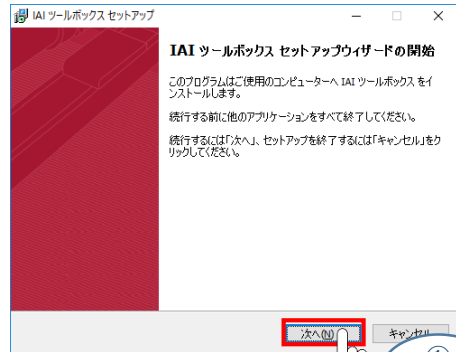 IAI ツールボックス セットアップ
IAI ツールボックス セットアップウィザードの開始
このプログラムはご使用のコンピューターへ IAI ツールボックス をイ
ンストールします。
続行する前に他のアプリケーションをすべて終了してください。
続行するには「次へ」、セットアップを終了するには「キャンセル」をク
リックしてください。
次へ(N)
キャンセル
①